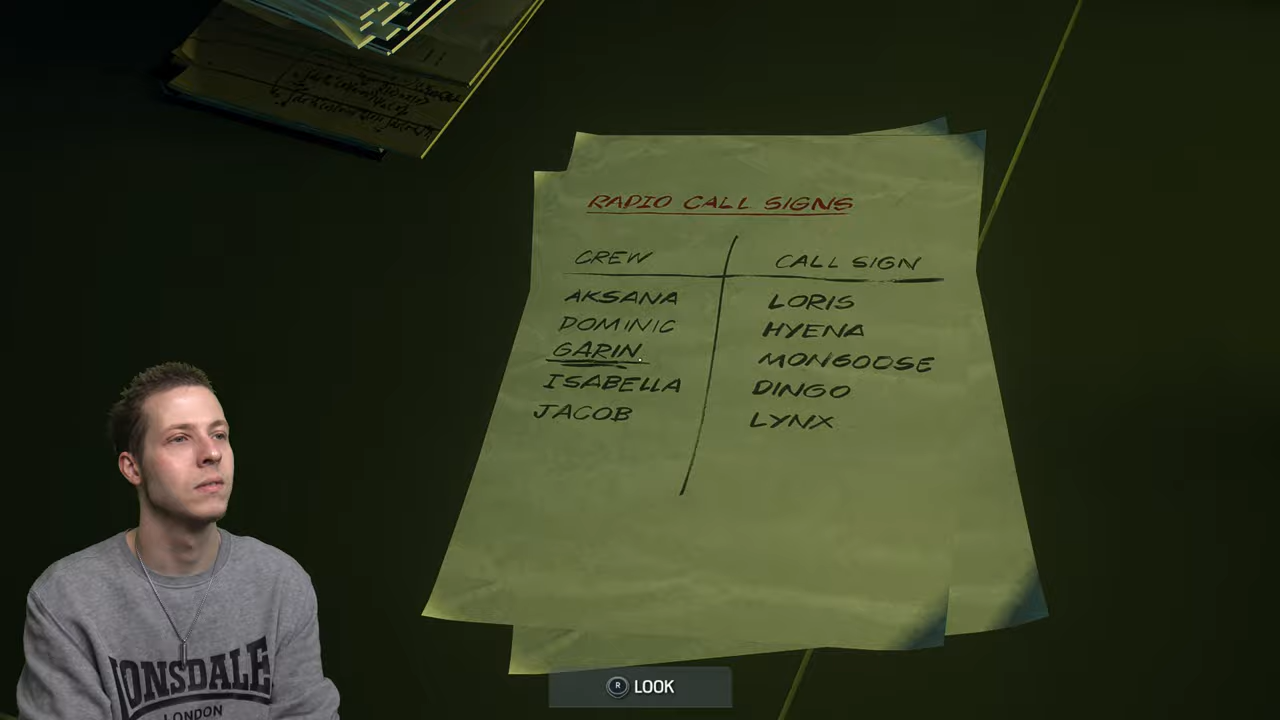 RADIO CALL SIGNS
CREW CALL SIGN
AKSANA LORIS
DOMINIC HYENA
GARIN MONGOOSE
ISABELLA DINGO
JACOB LYNX
R LOOK
LONSDALE
LONDON